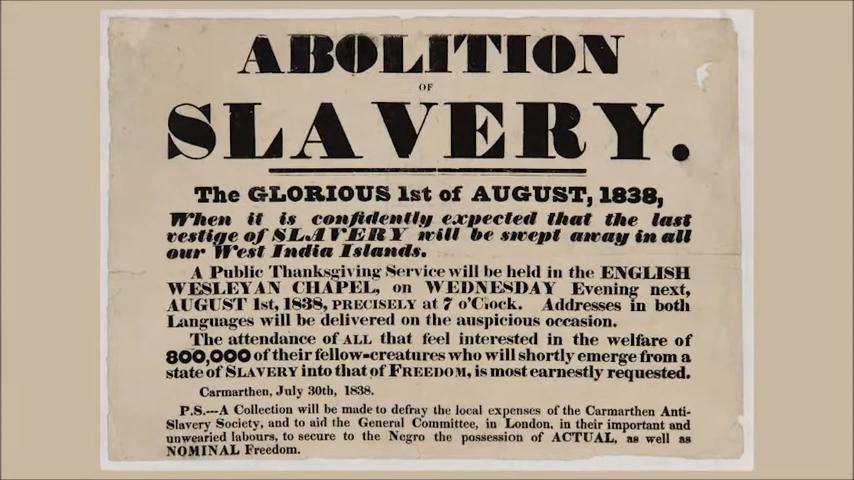 ABOLITION
OF
SLAVERY.
The GLORIOUS 1st of AUGUST, 1838,
When it is confidently expected that the last
vestige of SLAVERY will be swept away in all
our West India Islands.
A Public Thanksgiving Service will be held in the ENGLISH
WESLEYAN CHAPEL, on WEDNESDAY Evening next,
AUGUST 1st, 1838, PRECISELY at 7 o'Clock. Addresses in both
Languages will be delivered on the auspicious occasion.
The attendance of ALL that feel interested in the welfare of
800,000 of their fellow-creatures who will shortly emerge from a
state of SLAVERY into that of FREEDOM, is most earnestly requested.
Carmarthen, July 30th, 1838.
P.S.---A Collection will be made to defray the local expenses of the Carmarthen Anti-
Slavery Society, and to aid the General Committee, in London, in their important and
unwearied labours, to secure to the Negro the possession of ACTUAL, as well as
NOMINAL Freedom.